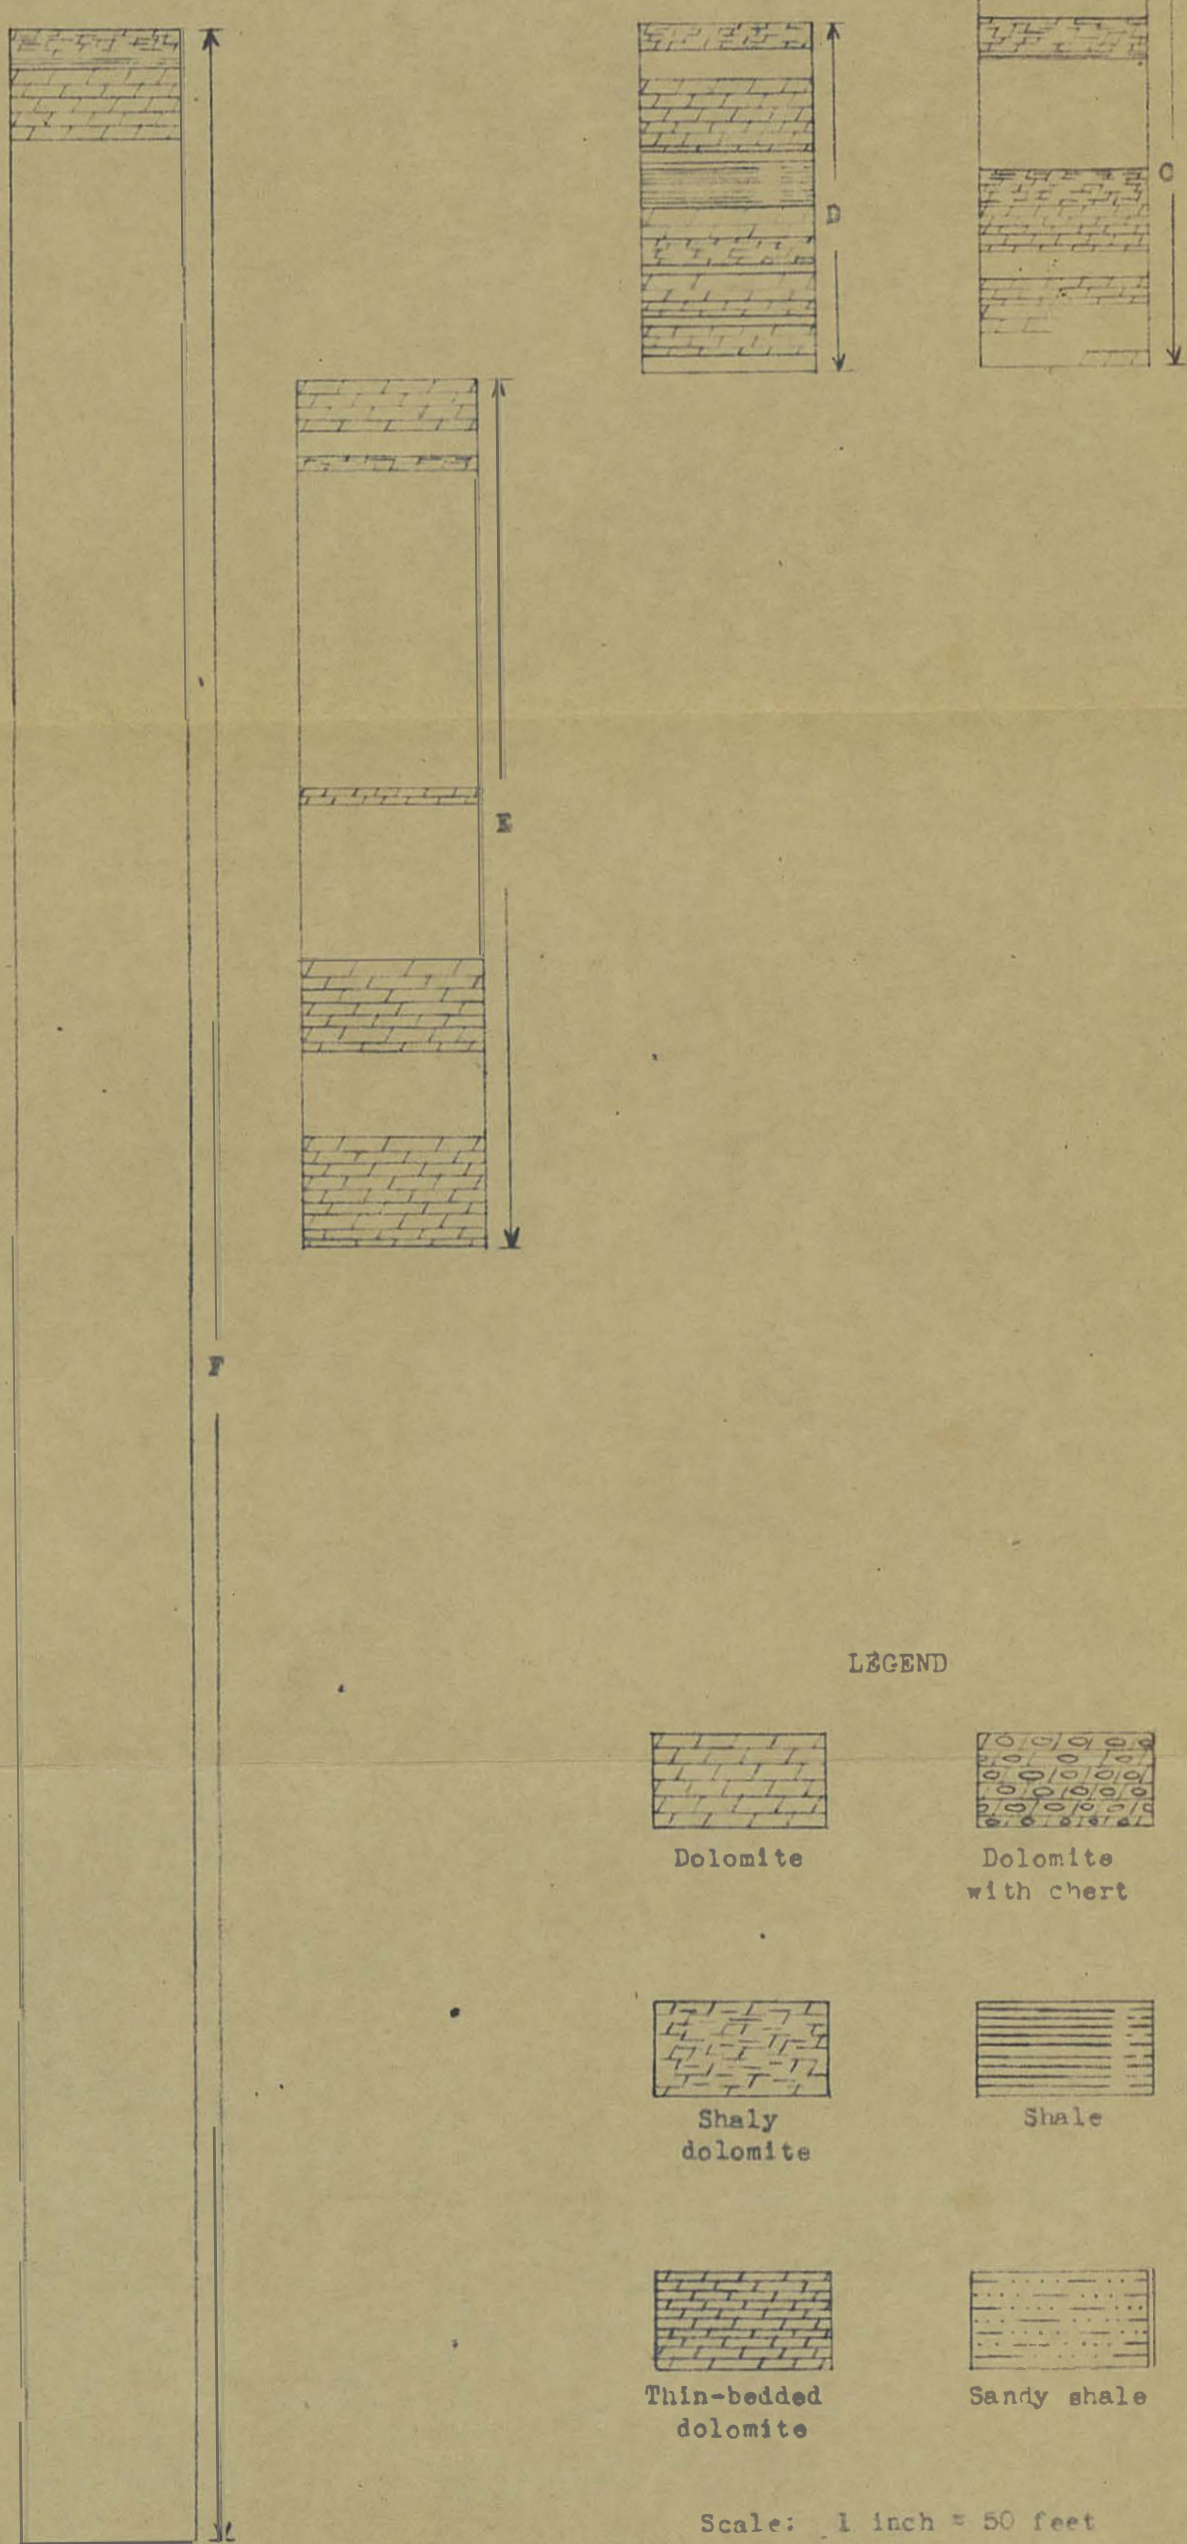 D
C
E
F
LEGEND
Dolomite
Dolomite
with chert
Shaly
dolomite
Shale
Thin-bedded
dolomite
Sandy shale
Scale: 1 inch = 50 feet